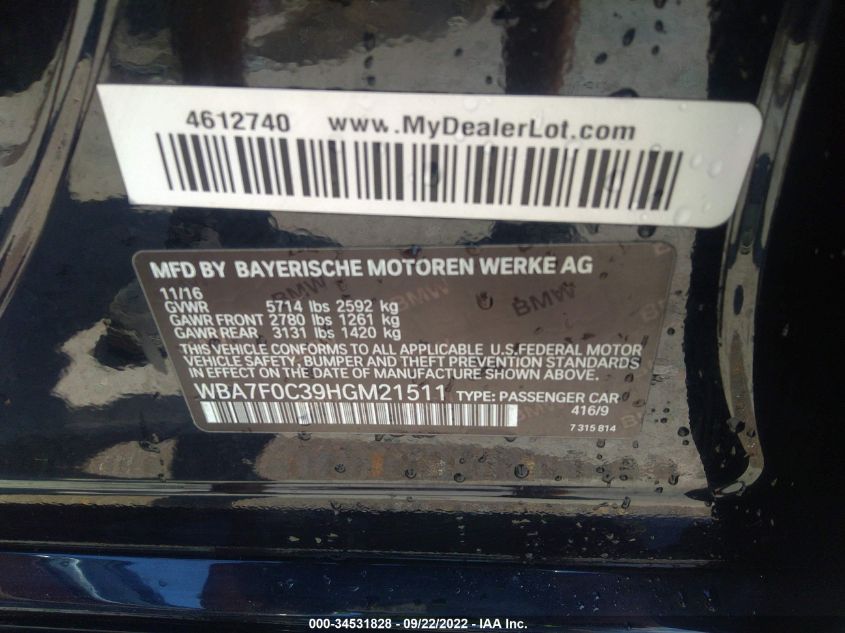 4612740 www.MyDealerLot.com
MFD BY BAYERISCHE MOTOREN WERKE AG
11/16
GVWR 5714 lbs 2592 kg
GAWR FRONT 2780 lbs 1261 kg
GAWR REAR 3131 lbs 1420 kg
THIS VEHICLE CONFORMS TO ALL APPLICABLE U.S.FEDERAL MOTOR
VEHICLE SAFETY, BUMPER AND THEFT PREVENTION STANDARDS
IN EFFECT ON THE DATE OF MANUFACTURE SHOWN ABOVE.
WBA7F0C39HGM21511 TYPE: PASSENGER CAR
416/9
7 315 814
BMW
BMW
000-34531828 - 09/22/2022 - ©IAA, Inc.